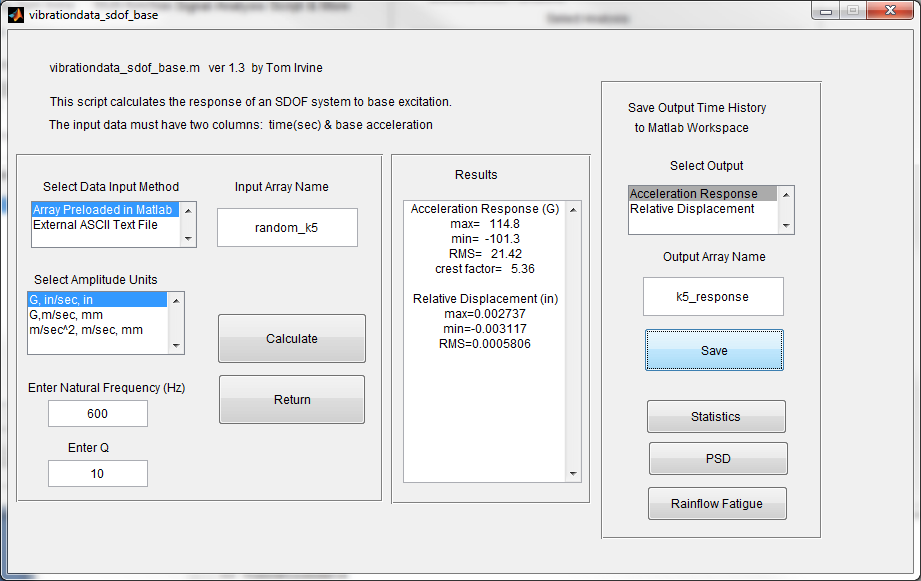 vibrationdata_sdof_base
vibrationdata_sdof_base.m ver 1.3 by Tom Irvine
This script calculates the response of an SDOF system to base excitation.
The input data must have two columns: time(sec) & base acceleration
Select Data Input Method
Array Preloaded in Matlab
External ASCII Text File
Input Array Name
random_k5
Select Amplitude Units
G, in/sec, in
G,m/sec, mm
m/sec^2, m/sec, mm
Calculate
Return
Enter Natural Frequency (Hz)
600
Enter Q
10
Results
Acceleration Response (G)
max= 114.8
min= -101.3
RMS= 21.42
crest factor= 5.36
Relative Displacement (in)
max=0.002737
min=-0.003117
RMS=0.0005806
Save Output Time History
to Matlab Workspace
Select Output
Acceleration Response
Relative Displacement
Output Array Name
k5_response
Save
Statistics
PSD
Rainflow Fatigue